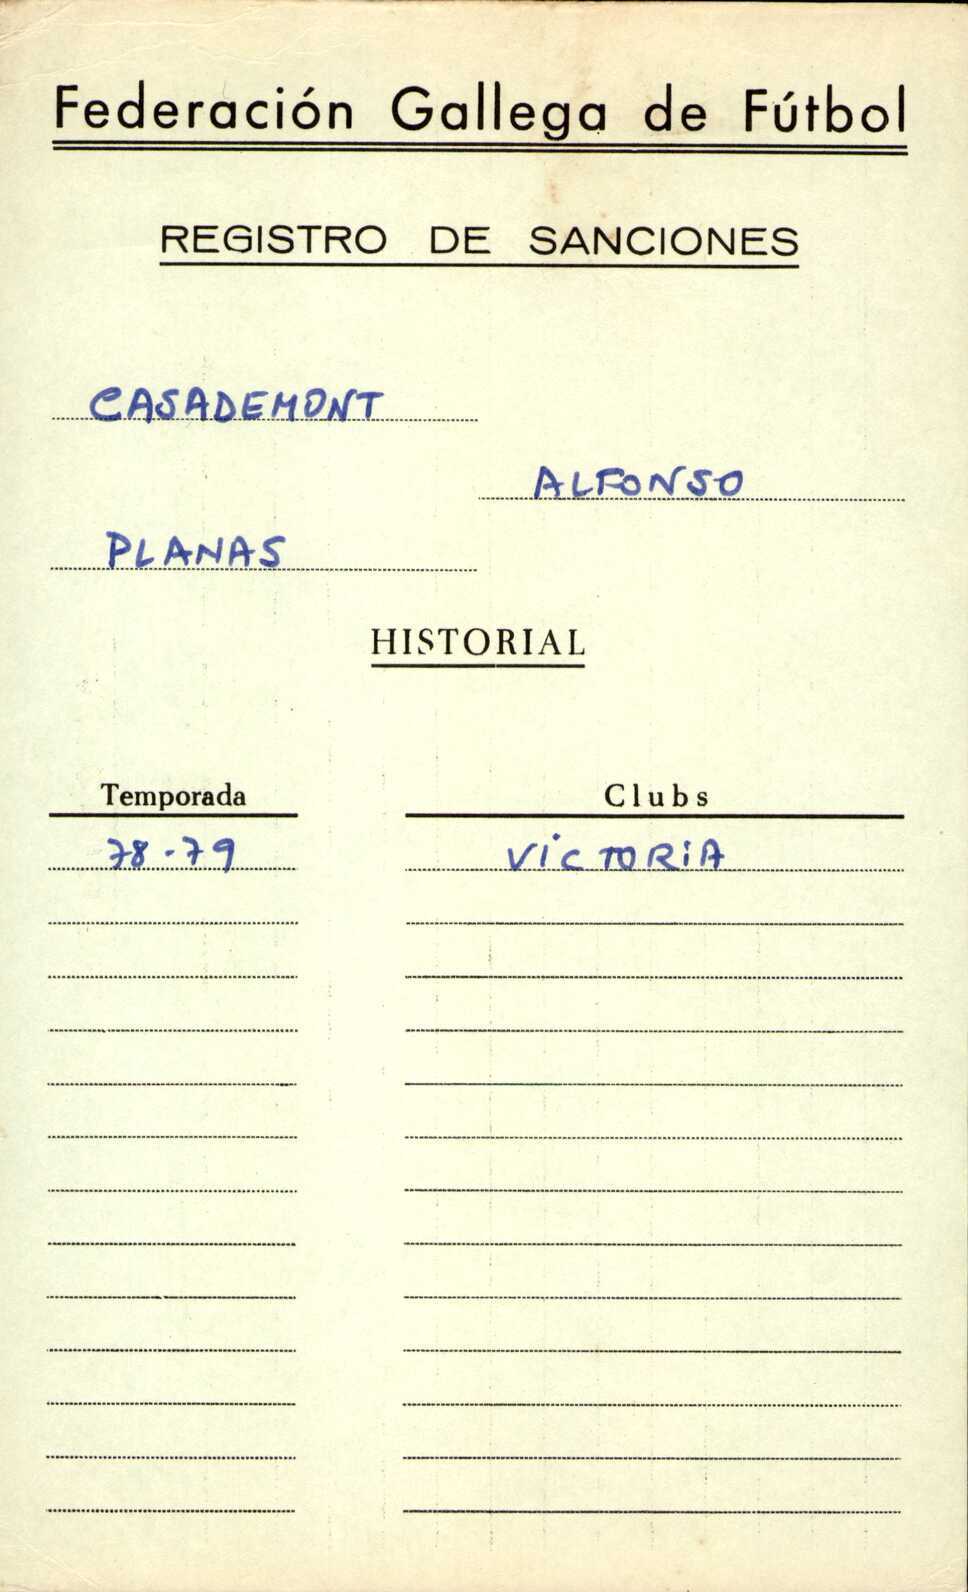 Federación Gallega de Fútbol
REGISTRO DE SANCIONES
CASADEMONT
ALFONSO
PLANAS
HISTORIAL
Temporada Clubs
78-79 VICTORIA